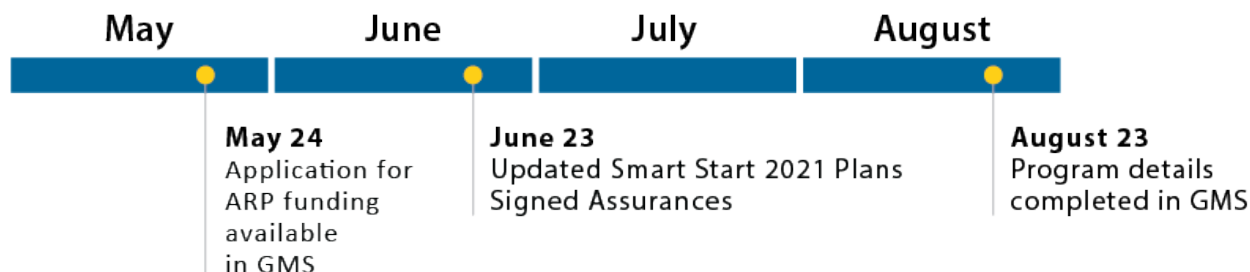 May
June
July
August
May 24
Application for
ARP funding
available
in GMS
June 23
Updated Smart Start 2021 Plans
Signed Assurances
August 23
Program details
completed in GMS